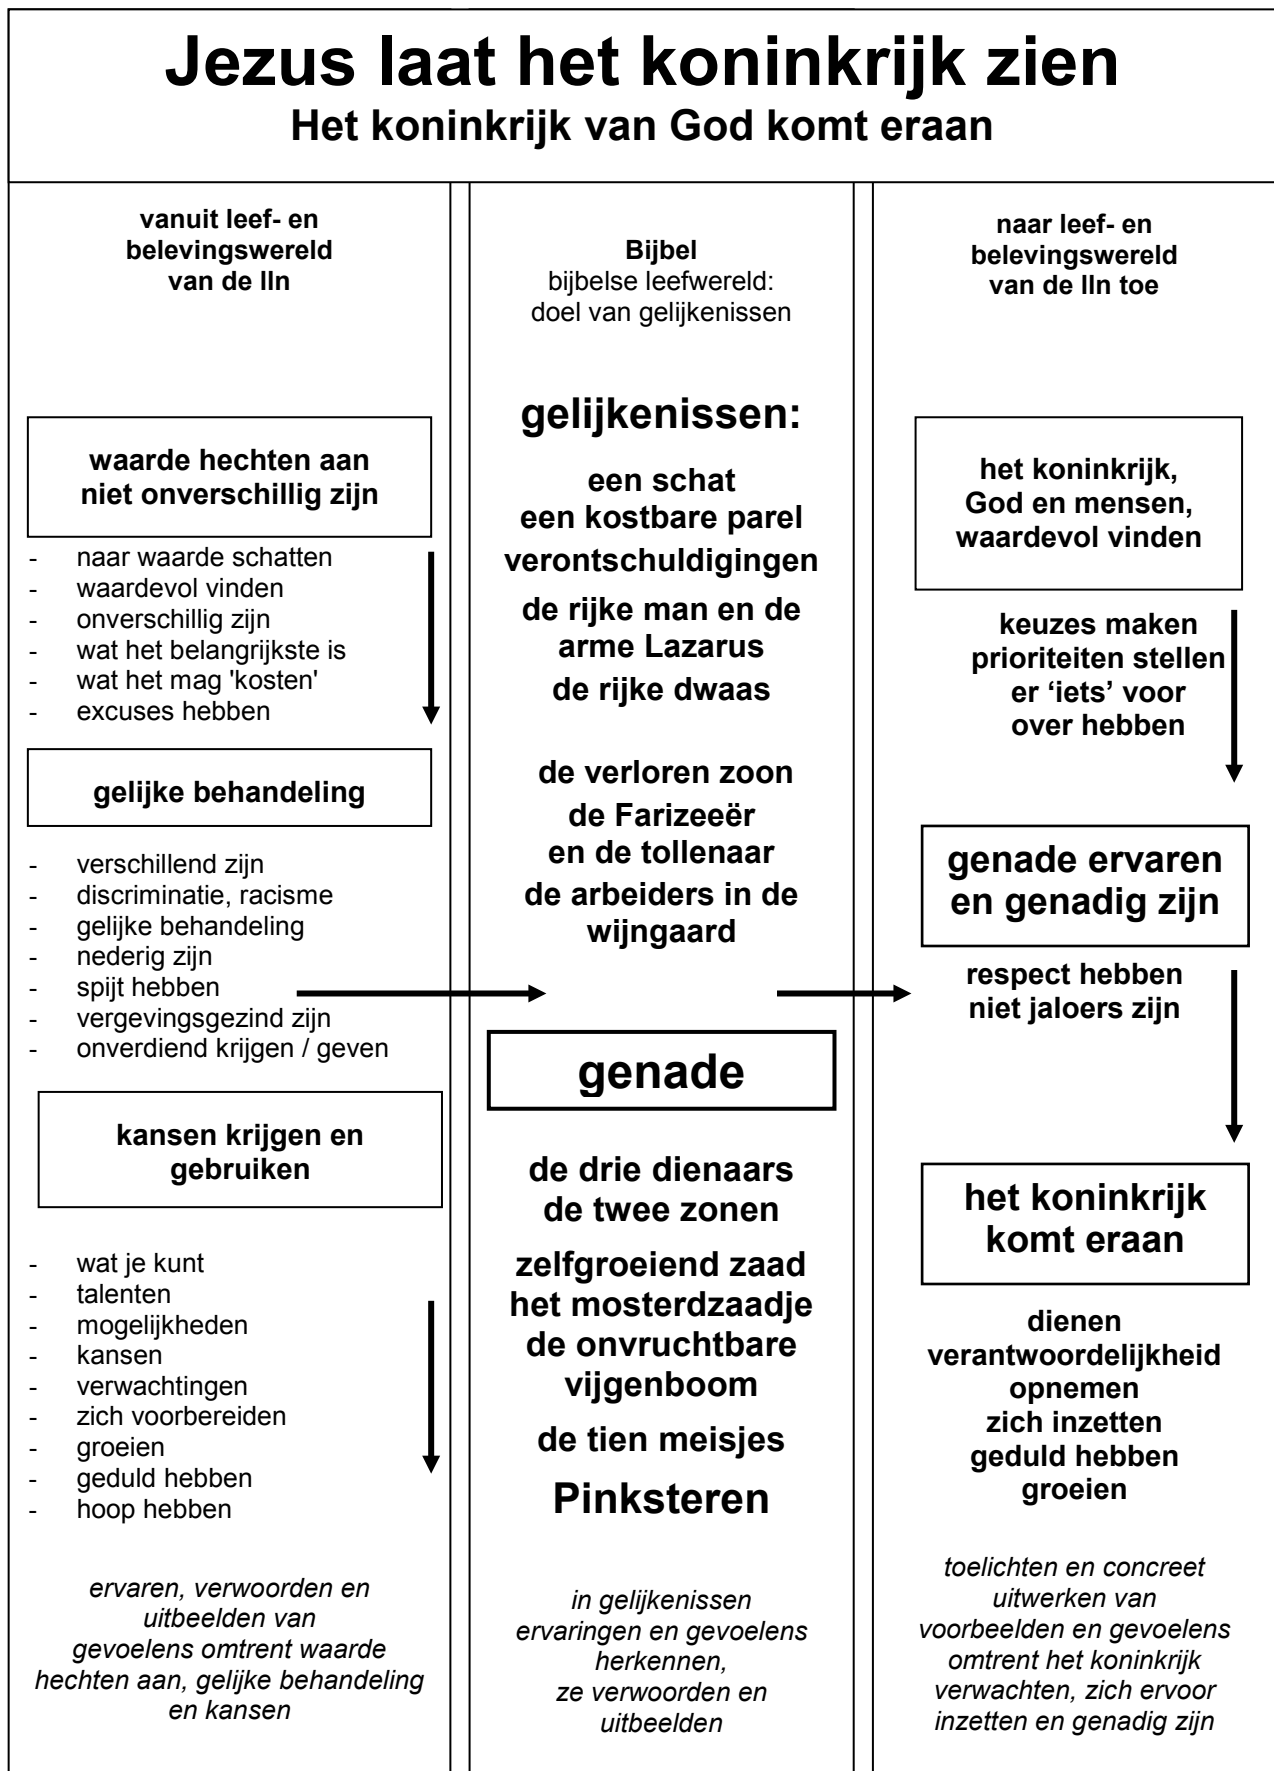 Jezus laat het koninkrijk zien
Het koninkrijk van God komt eraan
vanuit leef- en
belevingswereld
van de lln
waarde hechten aan
niet onverschillig zijn
- naar waarde schatten
- waardevol vinden
- onverschillig zijn
- wat het belangrijkste is
- wat het mag 'kosten'
- excuses hebben
gelijke behandeling
- verschillend zijn
- discriminatie, racisme
- gelijke behandeling
- nederig zijn
- spijt hebben
- vergevingsgezind zijn
- onverdiend krijgen / geven
kansen krijgen en
gebruiken
- wat je kunt
- talenten
- mogelijkheden
- kansen
- verwachtingen
- zich voorbereiden
- groeien
- geduld hebben
- hoop hebben
ervaren, verwoorden en
uitbeelden van
gevoelens omtrent waarde
hechten aan, gelijke behandeling
en kansen
Bijbel
bijbelse leefwereld:
doel van gelijkenissen
gelijkenissen:
een schat
een kostbare parel
verontschuldigingen
de rijke man en de
arme Lazarus
de rijke dwaas
de verloren zoon
de Farizeeër
en de tollenaar
de arbeiders in de
wijngaard
genade
de drie dienaars
de twee zonen
zelfgroeiend zaad
het mosterdzaadje
de onvruchtbare
vijgenboom
de tien meisjes
Pinksteren
in gelijkenissen
ervaringen en gevoelens
herkennen,
ze verwoorden en
uitbeelden
naar leef- en
belevingswereld
van de lln toe
het koninkrijk,
God en mensen,
waardevol vinden
keuzes maken
prioriteiten stellen
er ‘iets’ voor
over hebben
genade ervaren
en genadig zijn
respect hebben
niet jaloers zijn
het koninkrijk
komt eraan
dienen
verantwoordelijkheid
opnemen
zich inzetten
geduld hebben
groeien
toelichten en concreet
uitwerken van
voorbeelden en gevoelens
omtrent het koninkrijk
verwachten, zich ervoor
inzetten en genadig zijn